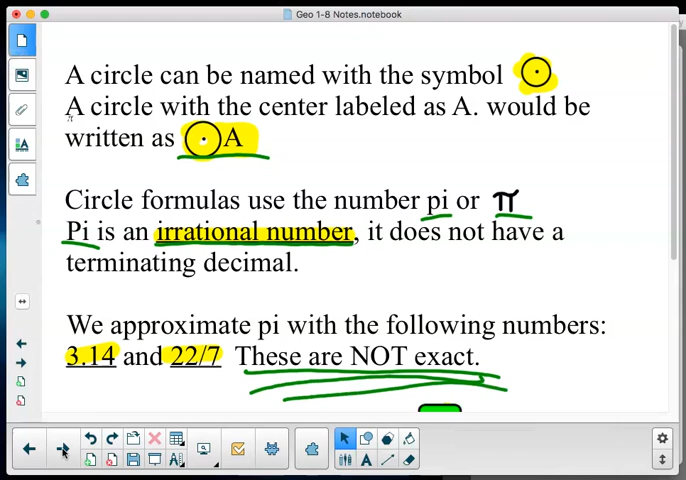 Geo 1-8 Notes.notebook
A circle can be named with the symbol ⊙
A circle with the center labeled as A. would be
written as ⊙A
Circle formulas use the number pi or π
Pi is an irrational number, it does not have a
terminating decimal.
We approximate pi with the following numbers:
3.14 and 22/7 These are NOT exact.